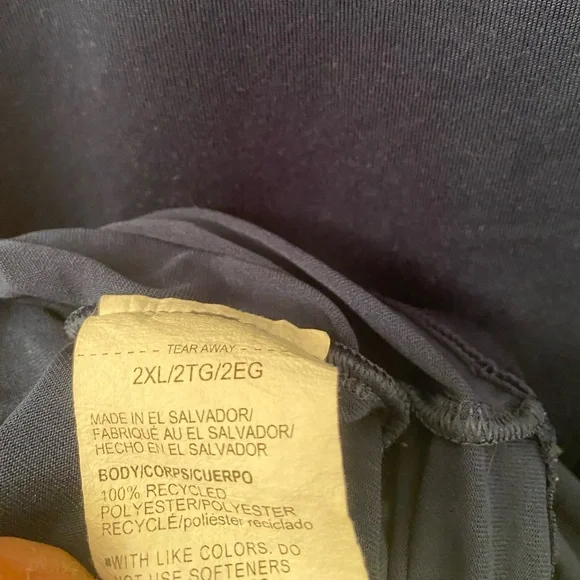 TEAR AWAY
2XL/2TG/2EG
MADE IN EL SALVADOR/
FABRIQUÉ AU EL SALVADOR/
HECHO EN EL SALVADOR
BODY/CORPS/CUERPO
100% RECYCLED
POLYESTER/POLYESTER
RECYCLÉ/poliéster reciclado
#WITH LIKE COLORS. DO
NOT USE SOFTENERS